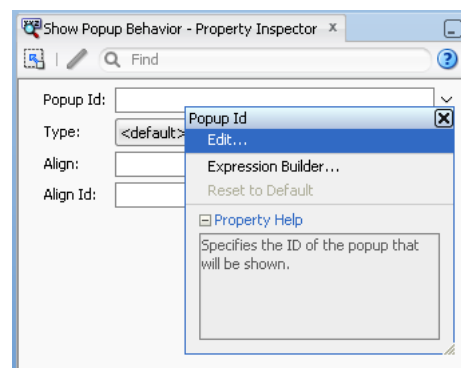 Show Popup Behavior - Property Inspector
Find
Popup Id:
Type: <default>
Align:
Align Id:
Popup Id
Edit...
Expression Builder...
Reset to Default
Property Help
Specifies the ID of the popup that
will be shown.